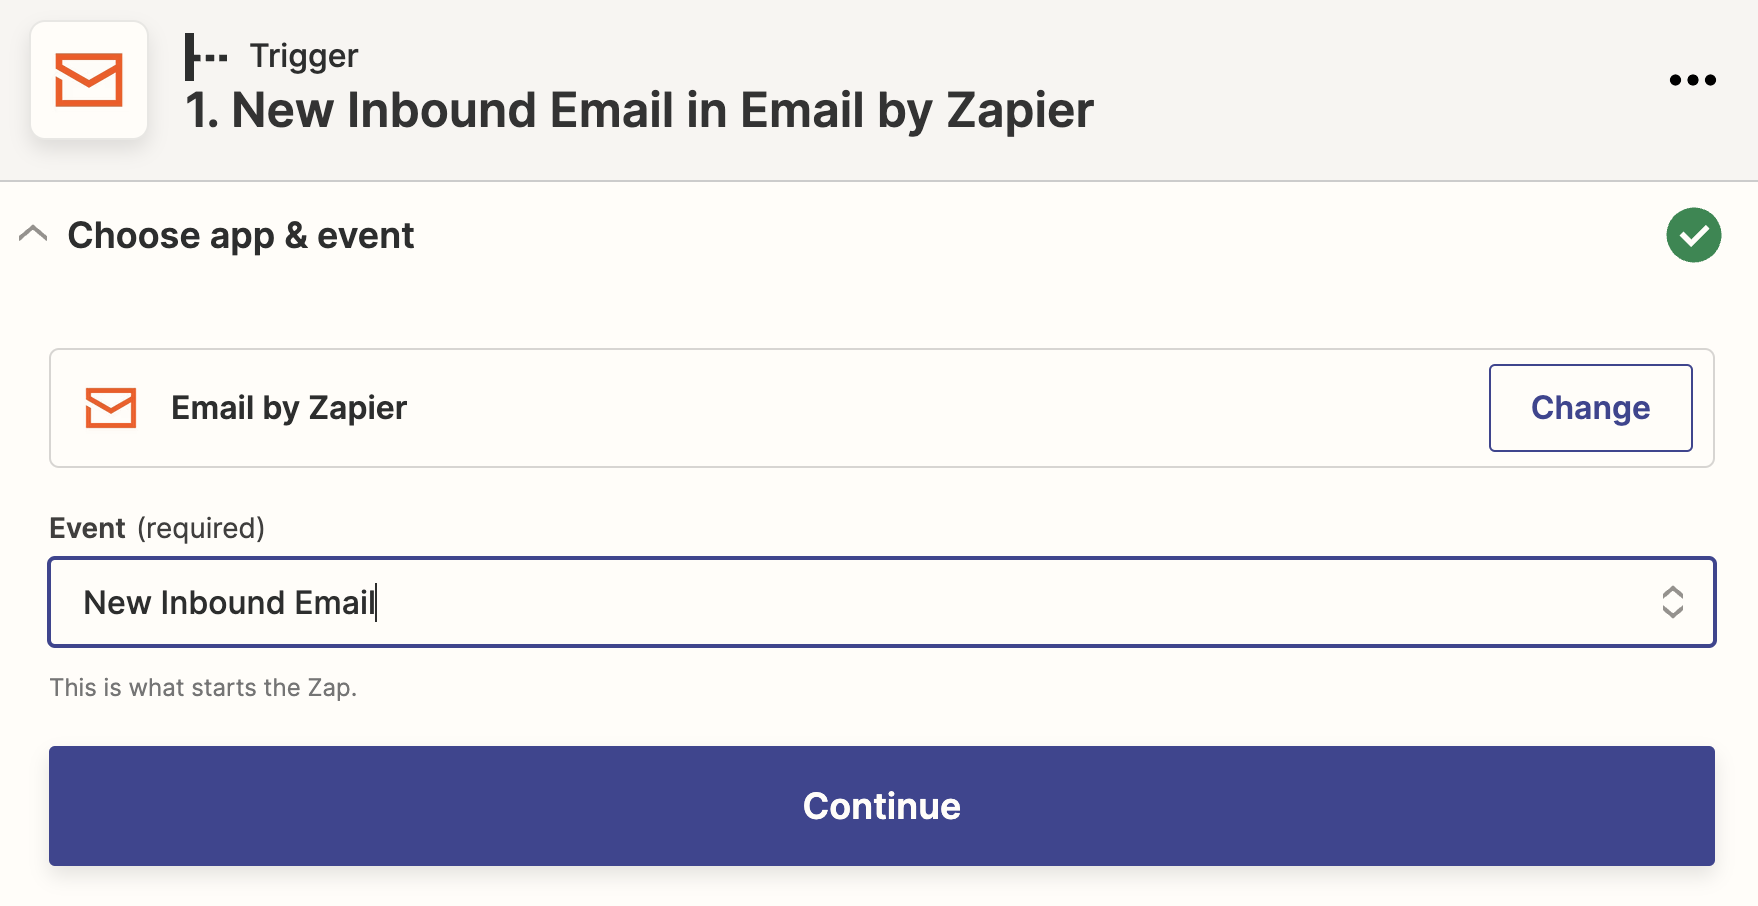 Trigger
1. New Inbound Email in Email by Zapier
Choose app & event
Email by Zapier
Change
Event (required)
New Inbound Email
This is what starts the Zap.
Continue